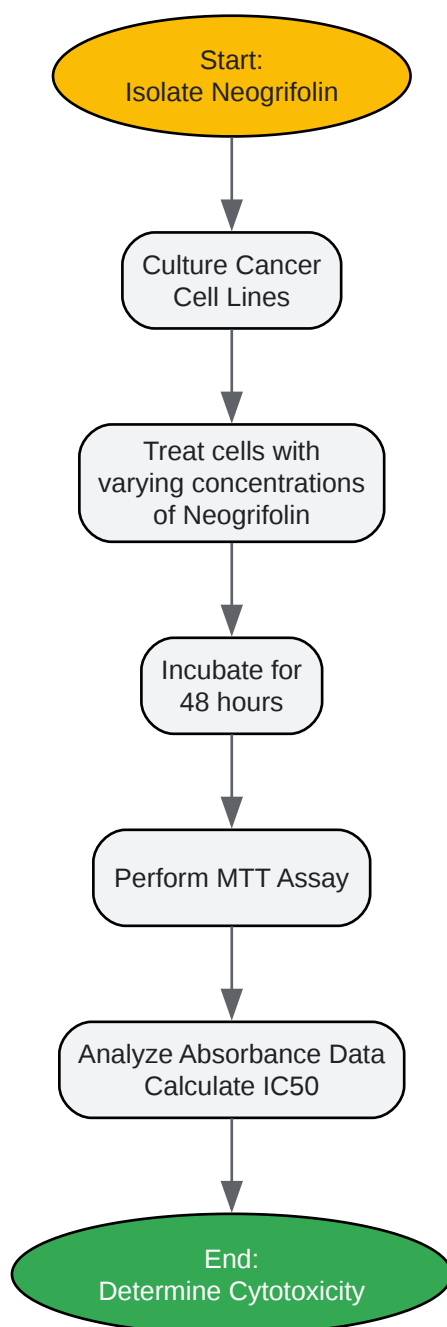 Start:
Isolate Neogrifolin
Culture Cancer
Cell Lines
Treat cells with
varying concentrations
of Neogrifolin
Incubate for
48 hours
Perform MTT Assay
Analyze Absorbance Data
Calculate IC50
End:
Determine Cytotoxicity